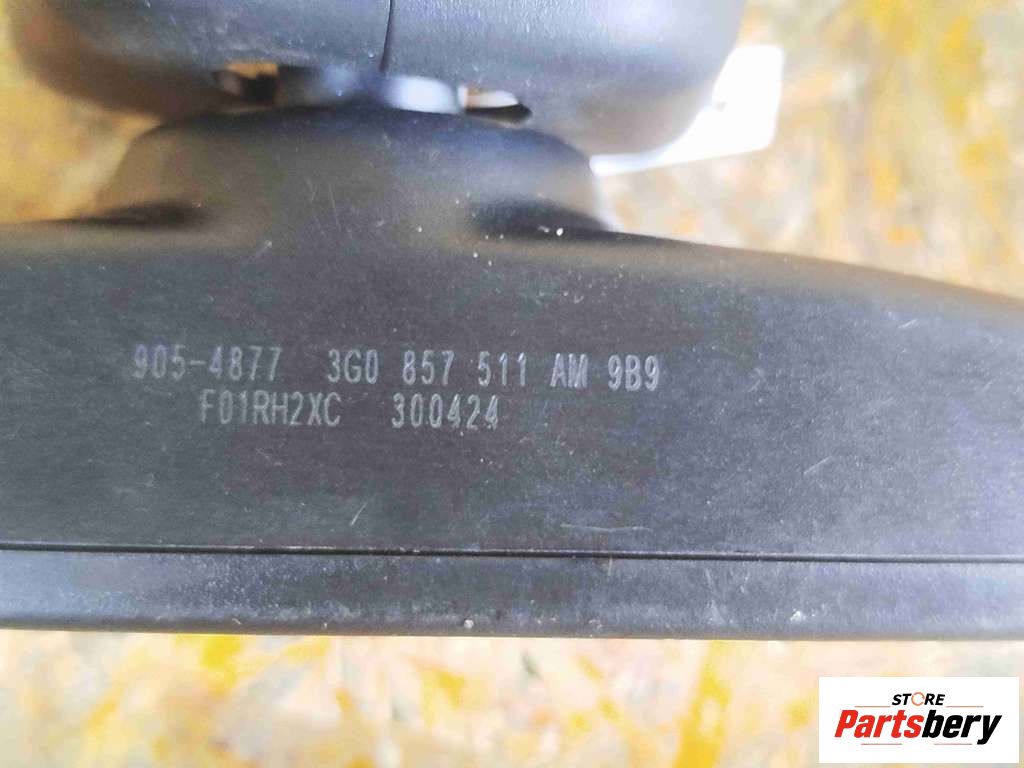 905-4877 3G0 857 511 AM 9B9
F01RH2XC 300424
STORE
Partsbery